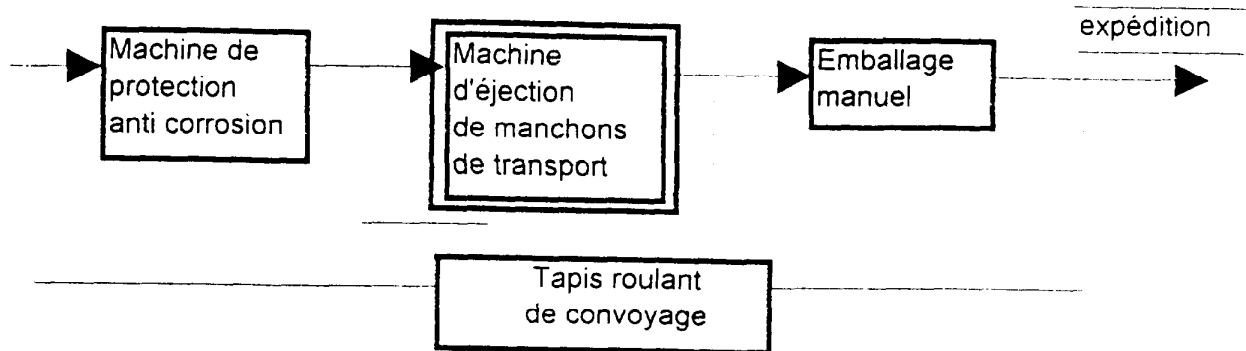 Machine de
protection
anti corrosion
Machine
d'éjection
de manchons
de transport
Emballage
manuel
expédition
Tapis roulant
de convoyage